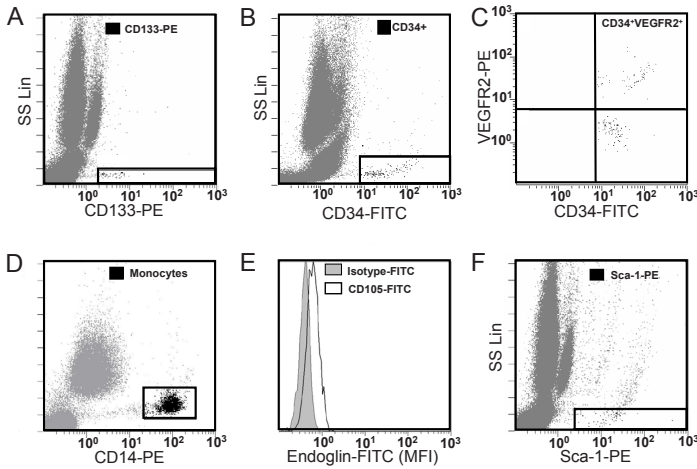 A
CD133-PE
SS Lin
10⁰ 10¹ 10² 10³
CD133-PE
B
CD34+
SS Lin
10⁰ 10¹ 10² 10³
CD34-FITC
C
CD34⁺VEGFR2⁺
VEGFR2-PE
10³
10²
10¹
10⁰
10⁰ 10¹ 10² 10³
CD34-FITC
D
Monocytes
10⁰ 10¹ 10² 10³
CD14-PE
E
Isotype-FITC
CD105-FITC
10⁰ 10¹ 10² 10³
Endoglin-FITC (MFI)
F
Sca-1-PE
SS Lin
10⁰ 10¹ 10² 10³
Sca-1-PE